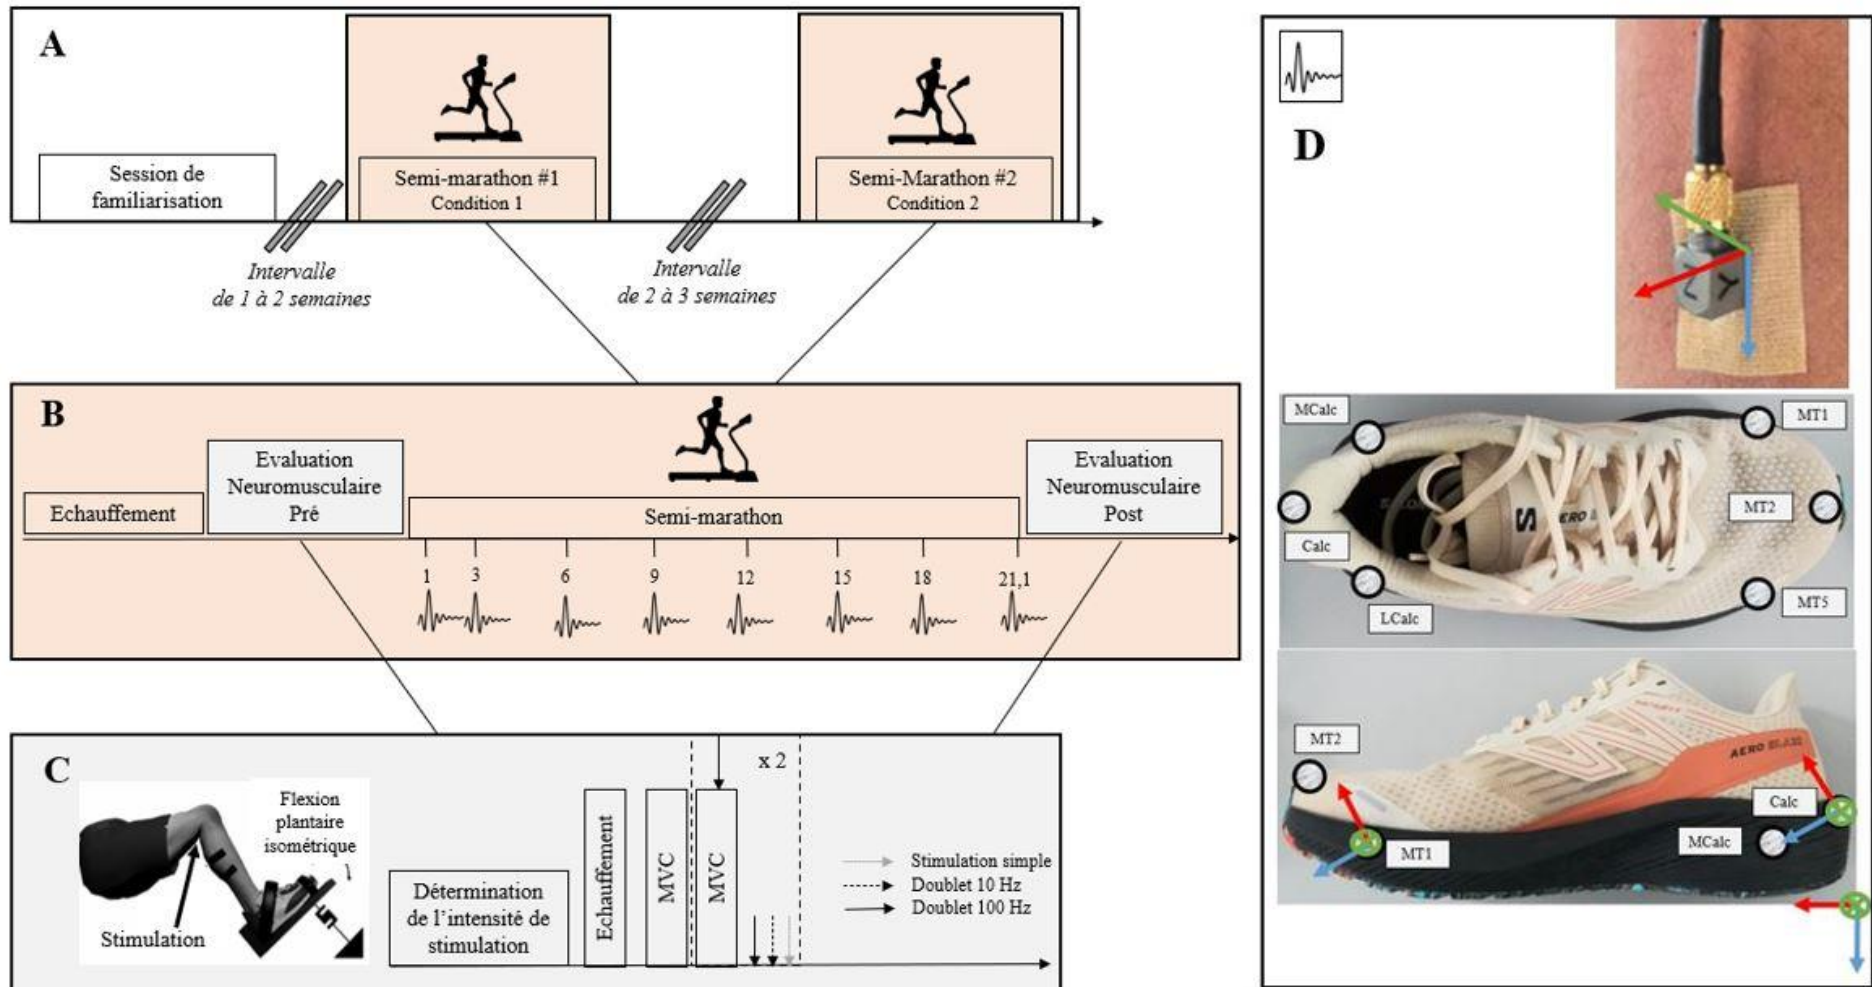 A
Session de
familiarisation
Semi-marathon #1
Condition 1
Semi-Marathon #2
Condition 2
Intervalle
de 1 à 2 semaines
Intervalle
de 2 à 3 semaines
B
Echauffement
Evaluation
Neuromusculaire
Pré
Semi-marathon
Evaluation
Neuromusculaire
Post
1
3
6
9
12
15
18
21,1
C
Flexion
plantaire
isométrique
Stimulation
Détermination
de l'intensité de
stimulation
Echauffement
MVC
MVC
x 2
Stimulation simple
Doublet 10 Hz
Doublet 100 Hz
D
Y
MCalc
MT1
MT2
Calc
LCalc
MT5
S
AERO
MT2
AERO BLAZE
Calc
MCalc
MT1